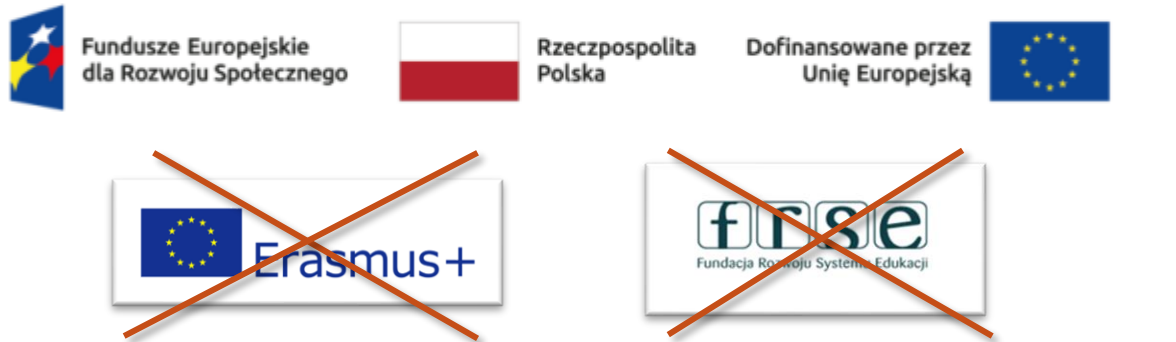 Fundusze Europejskie
dla Rozwoju Społecznego
Rzeczpospolita
Polska
Dofinansowane przez
Unię Europejską
Erasmus+
frse
Fundacja Rozwoju Systemu Edukacji